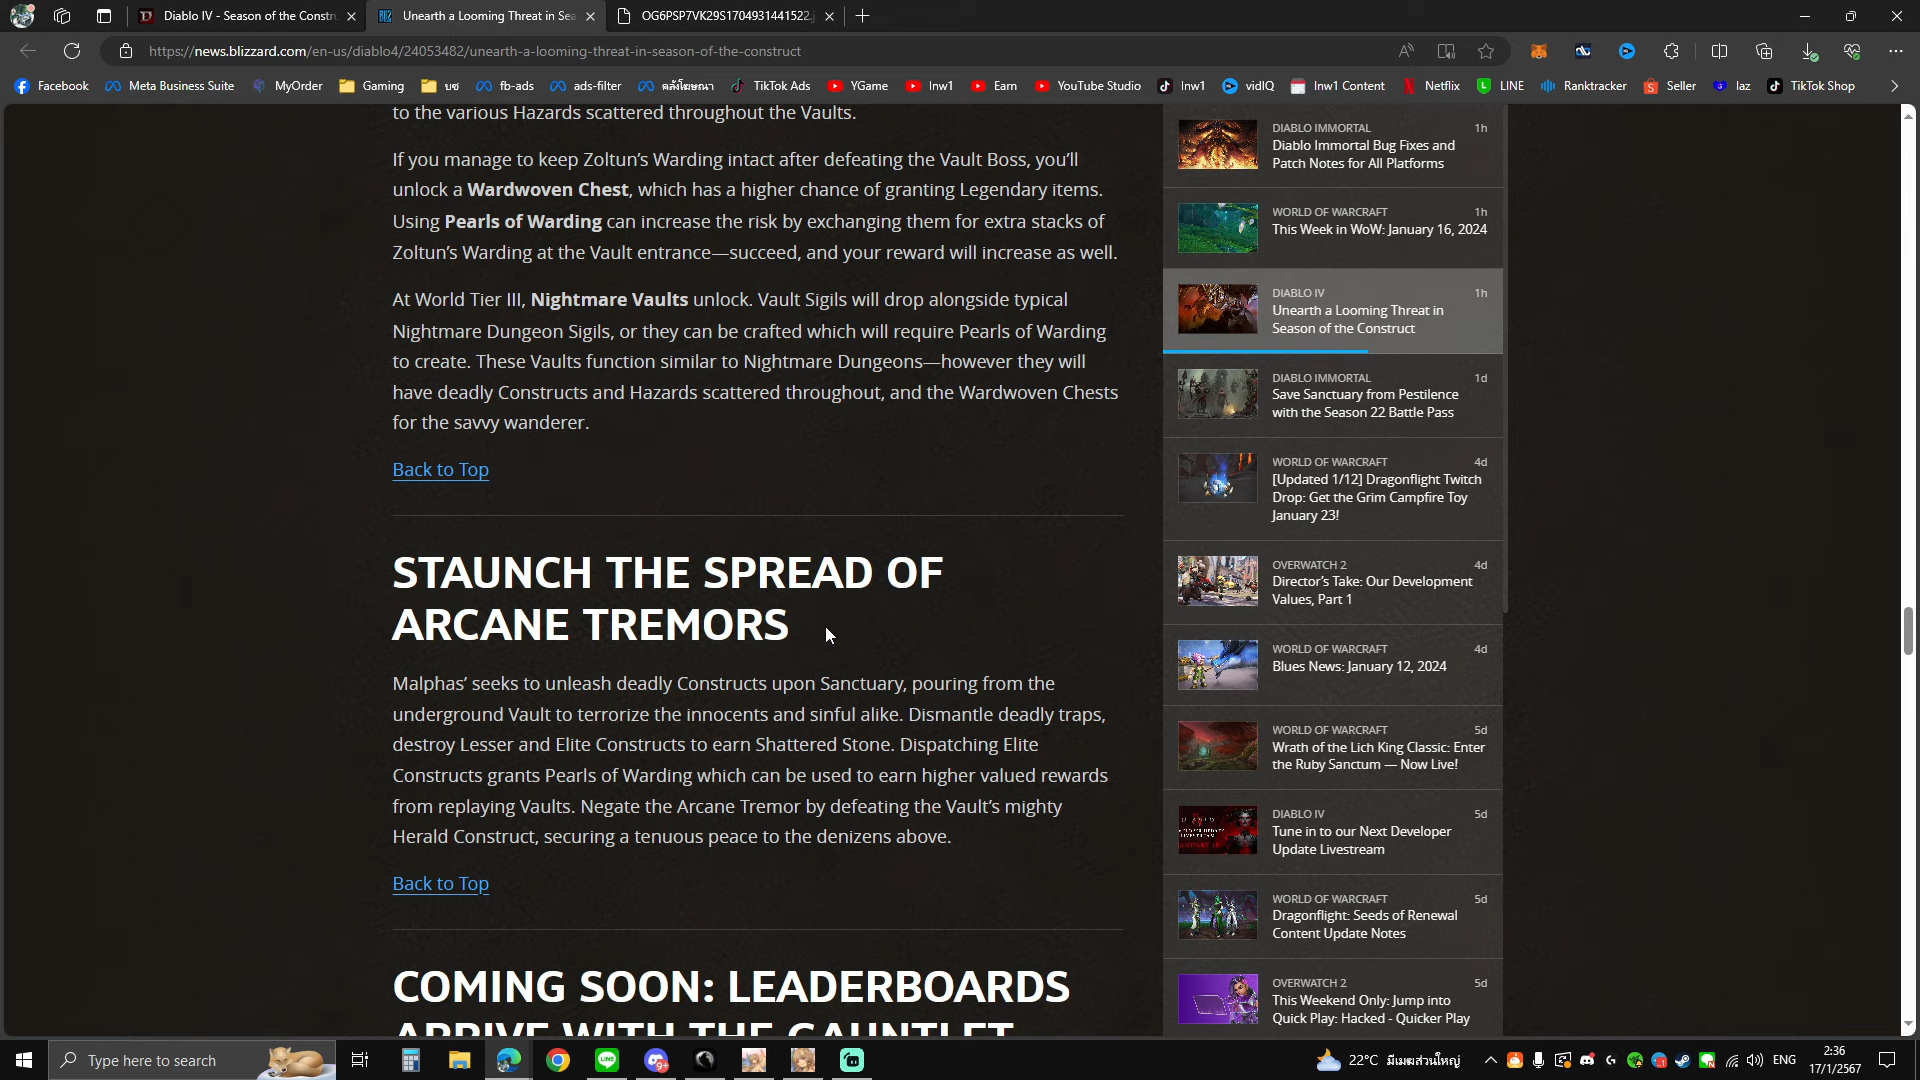 Diablo IV - Season of the Constru
Unearth a Looming Threat in Sea
OG6PSP7VK29S1704931441522.j
https://news.blizzard.com/en-us/diablo4/24053482/unearth-a-looming-threat-in-season-of-the-construct
Facebook
Meta Business Suite
MyOrder
Gaming
บช
fb-ads
ads-filter
คลังโฆษณา
TikTok Ads
YGame
lnw1
Earn
YouTube Studio
lnw1
vidIQ
lnw1 Content
Netflix
LINE
Ranktracker
Seller
laz
TikTok Shop
to the various Hazards scattered throughout the Vaults.
If you manage to keep Zoltun's Warding intact after defeating the Vault Boss, you'll
unlock a Wardwoven Chest, which has a higher chance of granting Legendary items.
Using Pearls of Warding can increase the risk by exchanging them for extra stacks of
Zoltun's Warding at the Vault entrance—succeed, and your reward will increase as well.
At World Tier III, Nightmare Vaults unlock. Vault Sigils will drop alongside typical
Nightmare Dungeon Sigils, or they can be crafted which will require Pearls of Warding
to create. These Vaults function similar to Nightmare Dungeons—however they will
have deadly Constructs and Hazards scattered throughout, and the Wardwoven Chests
for the savvy wanderer.
Back to Top
STAUNCH THE SPREAD OF
ARCANE TREMORS
Malphas' seeks to unleash deadly Constructs upon Sanctuary, pouring from the
underground Vault to terrorize the innocents and sinful alike. Dismantle deadly traps,
destroy Lesser and Elite Constructs to earn Shattered Stone. Dispatching Elite
Constructs grants Pearls of Warding which can be used to earn higher valued rewards
from replaying Vaults. Negate the Arcane Tremor by defeating the Vault's mighty
Herald Construct, securing a tenuous peace to the denizens above.
Back to Top
COMING SOON: LEADERBOARDS
ARRIVE WITH THE GAUNTLET
DIABLO IMMORTAL 1h
Diablo Immortal Bug Fixes and
Patch Notes for All Platforms
WORLD OF WARCRAFT 1h
This Week in WoW: January 16, 2024
DIABLO IV 1h
Unearth a Looming Threat in
Season of the Construct
DIABLO IMMORTAL 1d
Save Sanctuary from Pestilence
with the Season 22 Battle Pass
WORLD OF WARCRAFT 4d
[Updated 1/12] Dragonflight Twitch
Drop: Get the Grim Campfire Toy
January 23!
OVERWATCH 2 4d
Director's Take: Our Development
Values, Part 1
WORLD OF WARCRAFT 4d
Blues News: January 12, 2024
WORLD OF WARCRAFT 5d
Wrath of the Lich King Classic: Enter
the Ruby Sanctum — Now Live!
DIABLO IV 5d
Tune in to our Next Developer
Update Livestream
WORLD OF WARCRAFT 5d
Dragonflight: Seeds of Renewal
Content Update Notes
OVERWATCH 2 5d
This Weekend Only: Jump into
Quick Play: Hacked - Quicker Play
Type here to search
22°C มีเมฆส่วนใหญ่
ENG
2:36
17/1/2567